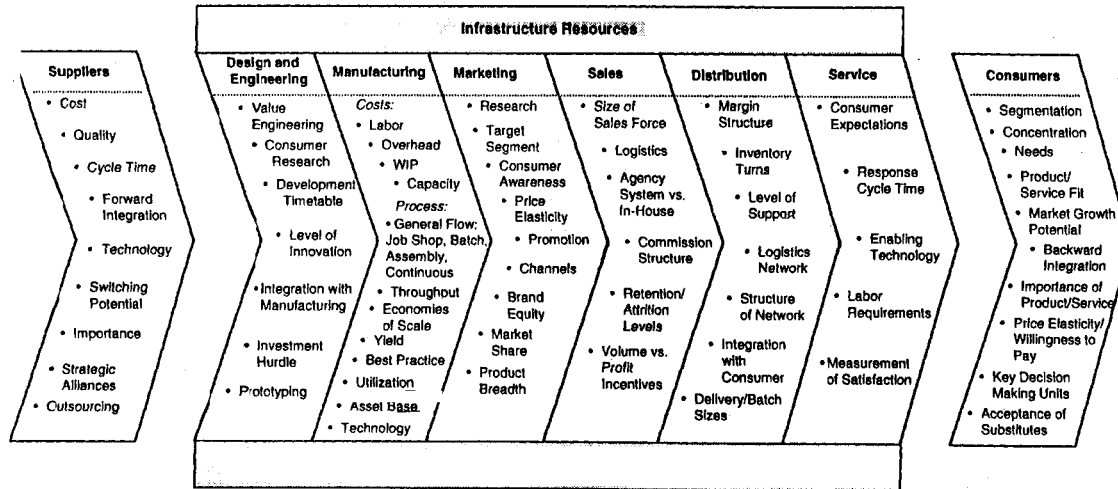 Infrastructure Resources
Suppliers
• Cost
• Quality
• Cycle Time
• Forward
Integration
• Technology
• Switching
Potential
• Importance
• Strategic
Alliances
• Outsourcing
Design and
Engineering
• Value
Engineering
• Consumer
Research
• Development
Timetable
• Level of
Innovation
• Integration with
Manufacturing
• Investment
Hurdle
• Prototyping
Manufacturing
Costs:
• Labor
• Overhead
• WIP
• Capacity
Process:
• General Flow:
Job Shop, Batch,
Assembly,
Continuous
• Throughput
• Economies
of Scale
• Yield
• Best Practice
• Utilization
• Asset Base
• Technology
Marketing
• Research
• Target
Segment
• Consumer
Awareness
• Price
Elasticity
• Promotion
• Channels
• Brand
Equity
• Market
Share
• Product
Breadth
Sales
• Size of
Sales Force
• Logistics
• Agency
System vs.
In-House
• Commission
Structure
• Retention/
Attrition
Levels
• Volume vs.
Profit
Incentives
Distribution
• Margin
Structure
• Inventory
Turns
• Level of
Support
• Logistics
Network
• Structure
of Network
• Integration
with
Consumer
• Delivery/Batch
Sizes
Service
• Consumer
Expectations
• Response
Cycle Time
• Enabling
Technology
• Labor
Requirements
• Measurement
of Satisfaction
Consumers
• Segmentation
• Concentration
• Needs
• Product/
Service Fit
• Market Growth
Potential
• Backward
Integration
• Importance of
Product/Service
• Price Elasticity/
Willingness to
Pay
• Key Decision
Making Units
• Acceptance of
Substitutes